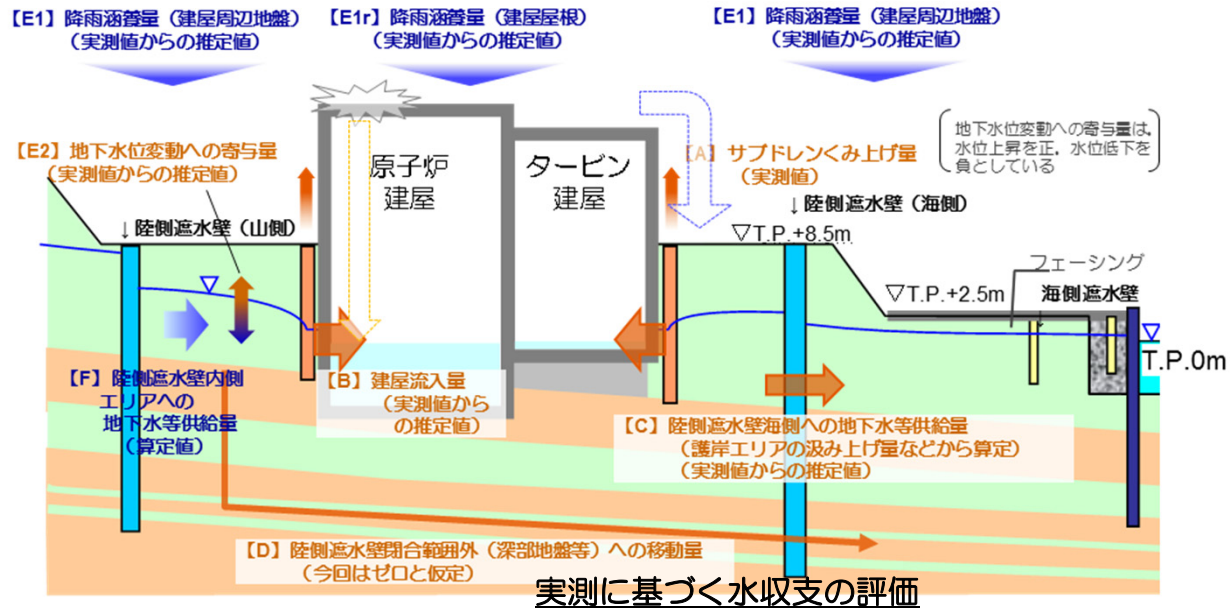 【E1】降雨涵養量（建屋周辺地盤）
（実測値からの推定値）
【E1r】降雨涵養量（建屋屋根）
（実測値からの推定値）
【E1】降雨涵養量（建屋周辺地盤）
（実測値からの推定値）
【E2】地下水位変動への寄与量
（実測値からの推定値）
原子炉
建屋
タービン
建屋
【A】サブドレンくみ上げ量
（実測値）
地下水位変動への寄与量は,
水位上昇を正，水位低下を
負としている
↓陸側遮水壁（山側）
↓陸側遮水壁（海側）
▽T.P.+8.5m
フェーシング
▽T.P.+2.5m
海側遮水壁
▽
▽
T.P.0m
【F】陸側遮水壁内側
エリアへの
地下水等供給量
（算定値）
【B】建屋流入量
（実測値から
の推定値）
【C】陸側遮水壁海側への地下水等供給量
（護岸エリアの汲み上げ量などから算定）
（実測値からの推定値）
【D】陸側遮水壁閉合範囲外（深部地盤等）への移動量
（今回はゼロと仮定）
実測に基づく水収支の評価